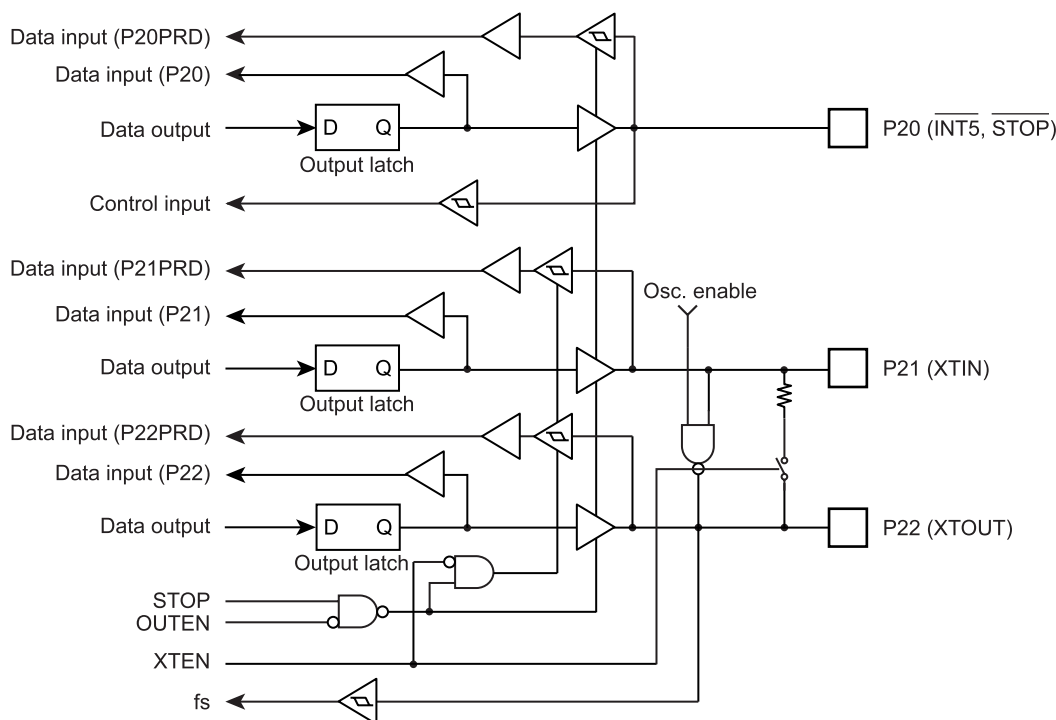 Data input (P20PRD)
Data input (P20)
Data output
D Q
Output latch
P20 (INT5, STOP)
Control input
Data input (P21PRD)
Osc. enable
Data input (P21)
Data output
D Q
Output latch
P21 (XTIN)
Data input (P22PRD)
Data input (P22)
Data output
D Q
Output latch
P22 (XTOUT)
STOP
OUTEN
XTEN
fs